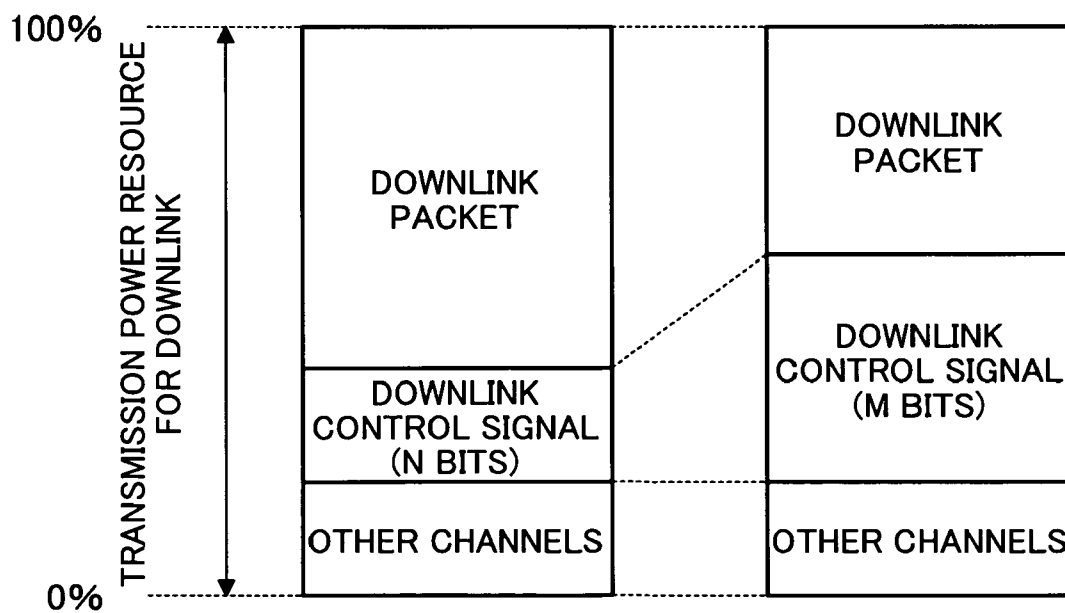 100%
TRANSMISSION POWER RESOURCE
FOR DOWNLINK
0%
DOWNLINK
PACKET
DOWNLINK
CONTROL SIGNAL
(N BITS)
OTHER CHANNELS
DOWNLINK
PACKET
DOWNLINK
CONTROL SIGNAL
(M BITS)
OTHER CHANNELS